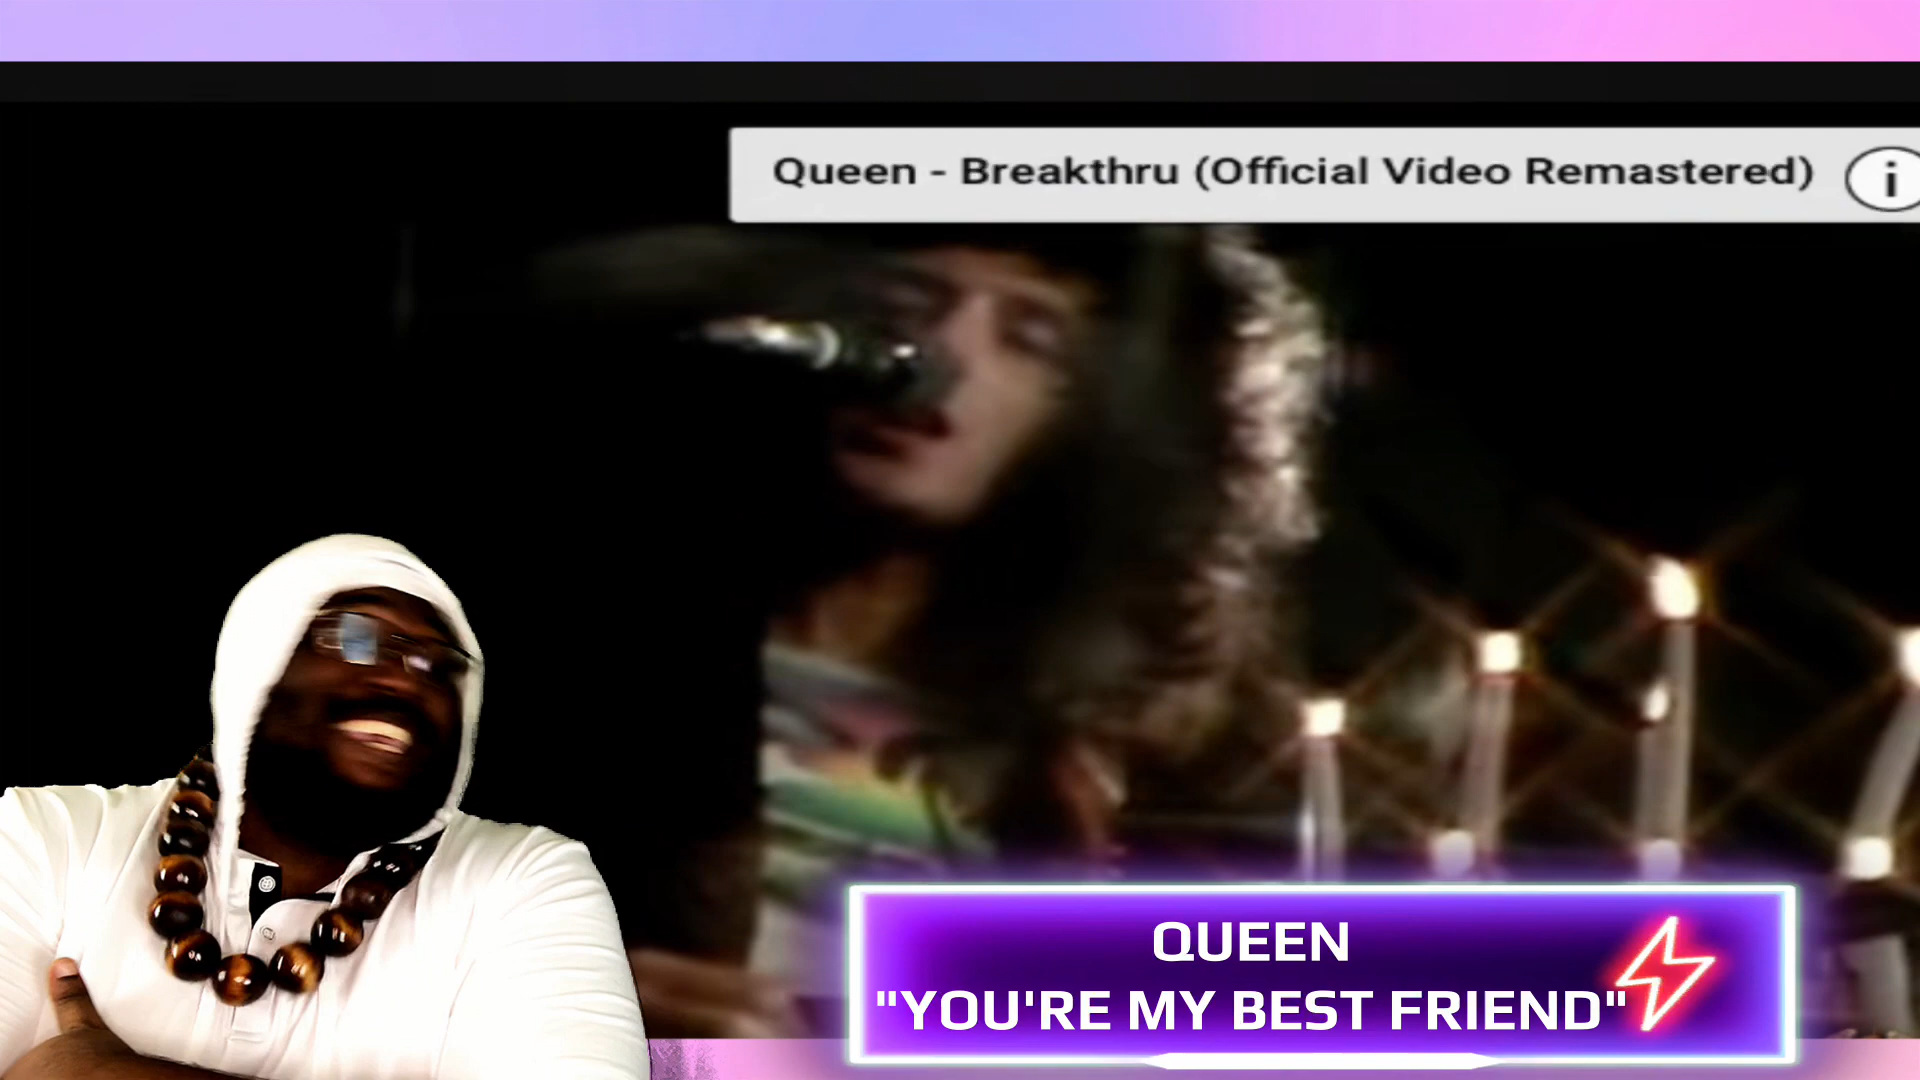 Queen - Breakthru (Official Video Remastered)
i
QUEEN
"YOU'RE MY BEST FRIEND"